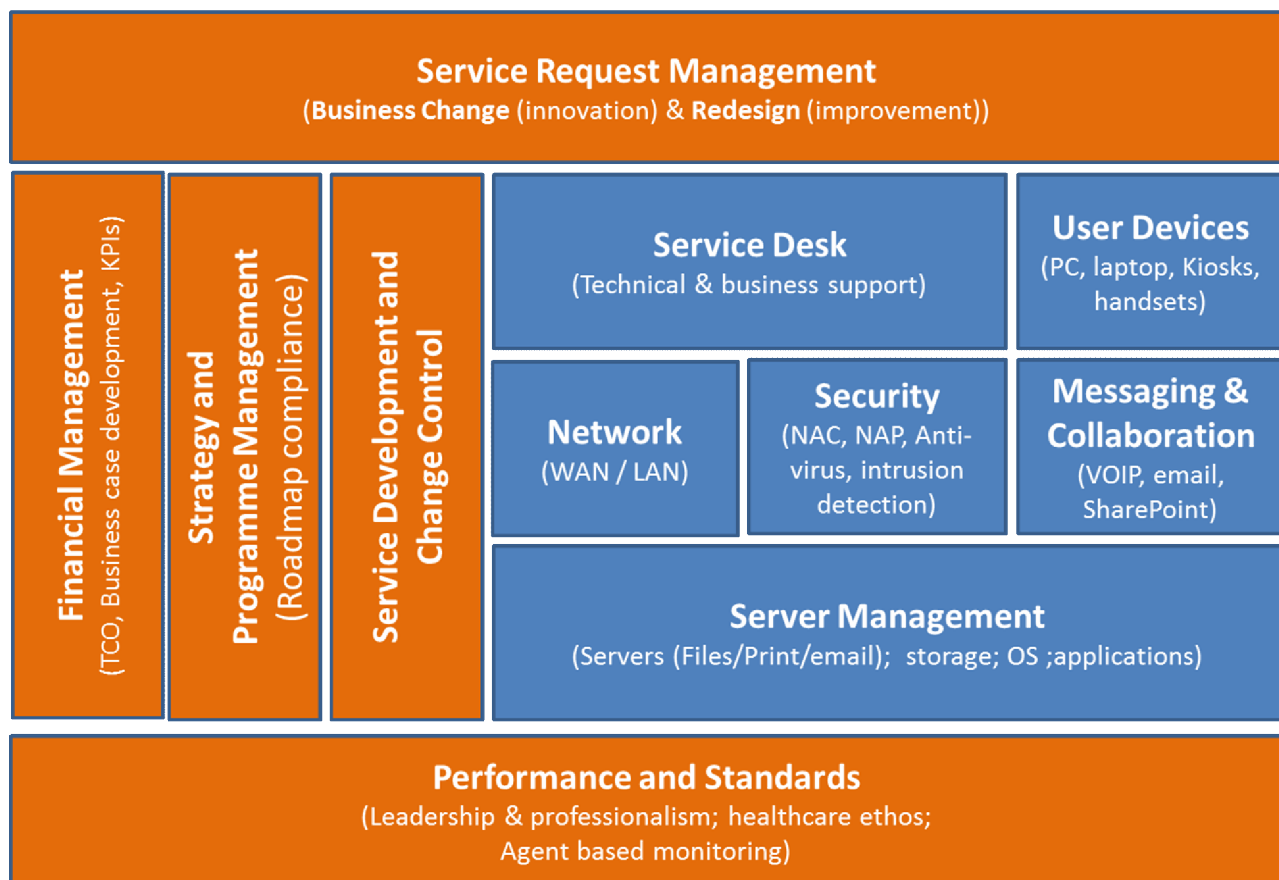 Service Request Management
(Business Change (innovation) & Redesign (improvement))
Financial Management
(TCO, Business case development, KPIs)
Strategy and
Programme Management
(Roadmap compliance)
Service Development and
Change Control
Service Desk
(Technical & business support)
User Devices
(PC, laptop, Kiosks,
handsets)
Network
(WAN / LAN)
Security
(NAC, NAP, Anti-
virus, intrusion
detection)
Messaging &
Collaboration
(VOIP, email,
SharePoint)
Server Management
(Servers (Files/Print/email);  storage; OS ;applications)
Performance and Standards
(Leadership & professionalism; healthcare ethos;
Agent based monitoring)